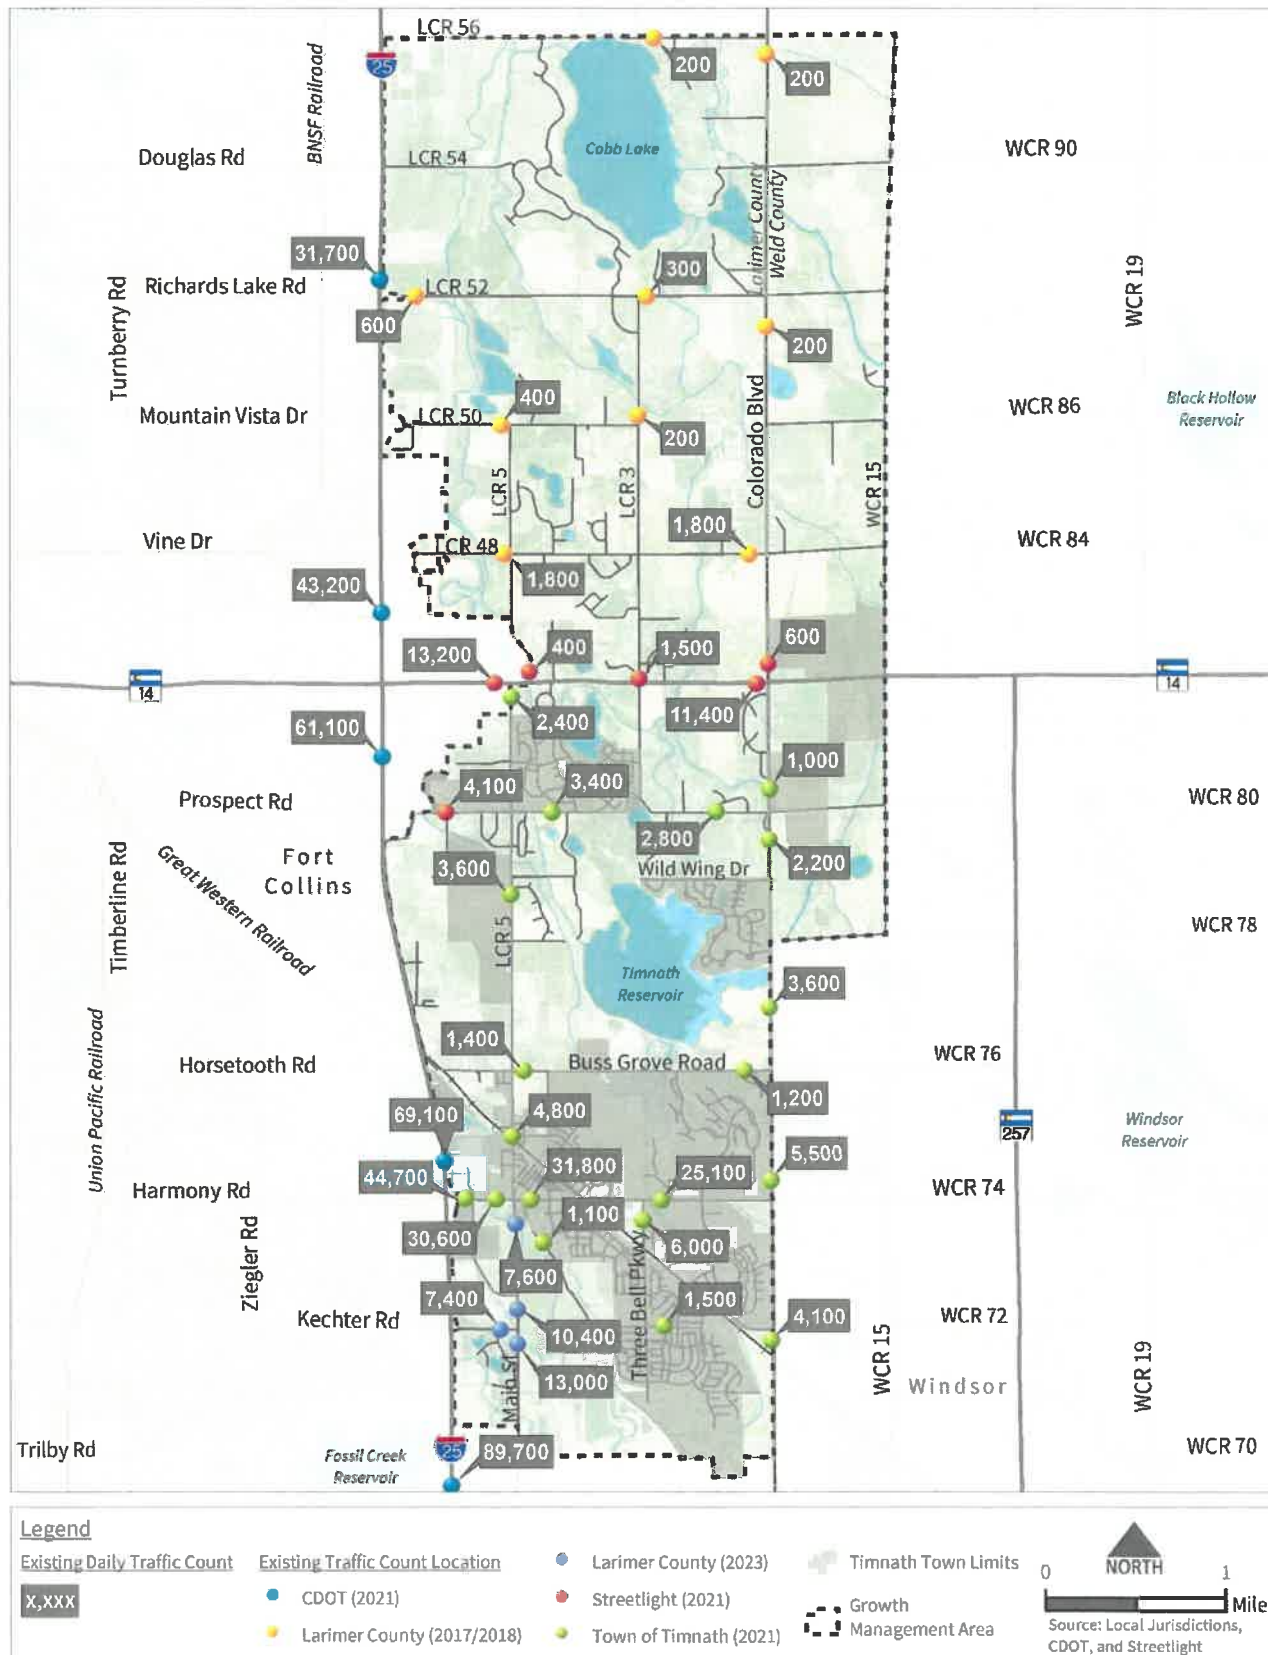 LCR 56
25
BNSF Railroad
200
200
Cobb Lake
Douglas Rd
LCR 54
WCR 90
Larimer County
Weld County
31,700
300
Richards Lake Rd
LCR 52
WCR 19
Turnberry Rd
600
200
400
Mountain Vista Dr
LCR 50
200
Colorado Blvd
WCR 86
Black Hollow
Reservoir
LCR 5
LCR 3
WCR 15
1,800
Vine Dr
LCR 48
WCR 84
1,800
43,200
600
13,200
400
1,500
14
14
2,400
11,400
61,100
1,000
4,100
3,400
Prospect Rd
WCR 80
2,800
2,200
Fort
Collins
3,600
Wild Wing Dr
Timberline Rd
Great Western Railroad
LCR 5
WCR 78
Timnath
Reservoir
3,600
1,400
Buss Grove Road
WCR 76
Horsetooth Rd
Union Pacific Railroad
1,200
69,100
4,800
257
Windsor
Reservoir
44,700
31,800
25,100
5,500
Harmony Rd
WCR 74
1,100
30,600
6,000
Ziegler Rd
Three Bell Pkwy
7,600
7,400
1,500
4,100
Kechter Rd
10,400
WCR 72
WCR 15
WCR 19
13,000
Main St
Windsor
Trilby Rd
Fossil Creek
Reservoir
25
89,700
WCR 70
Legend
Existing Daily Traffic Count
X,XXX
Existing Traffic Count Location
CDOT (2021)
Larimer County (2017/2018)
Larimer County (2023)
Streetlight (2021)
Town of Timnath (2021)
Timnath Town Limits
Growth
Management Area
NORTH
0 1
Mile
Source: Local Jurisdictions,
CDOT, and Streetlight